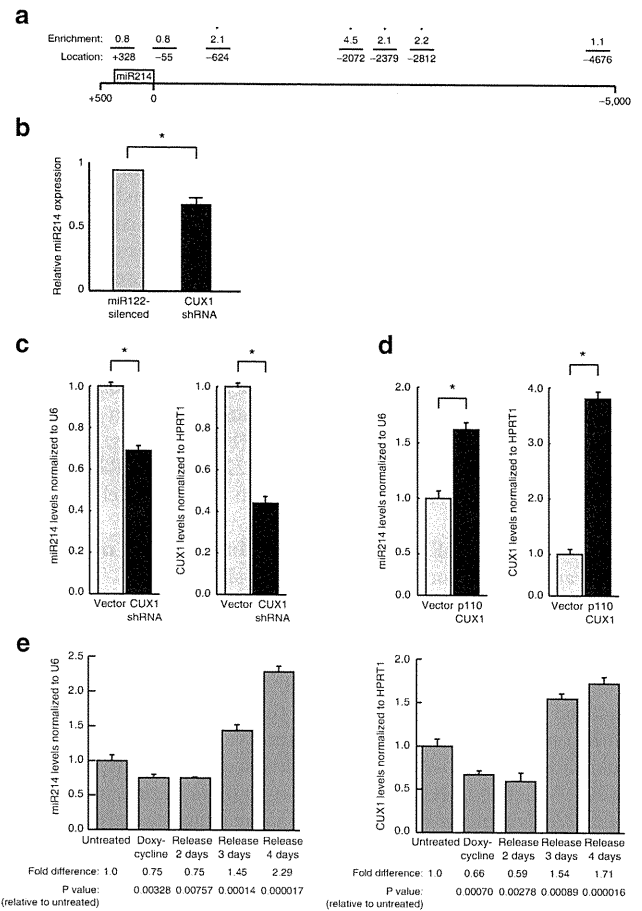 a
* * * *
Enrichment: 0.8 0.8 2.1 4.5 2.1 2.2 1.1
Location: +328 −55 −624 −2072 −2379 −2812 −4676
miR214
+500 0 −5,000
b
*
Relative miR214 expression
1
0.5
0
miR122-silenced
CUX1 shRNA
c
*
miR214 levels normalized to U6
1.0
0.8
0.6
0.4
0.2
0.0
Vector CUX1
shRNA
*
CUX1 levels normalized to HPRT1
1.0
0.8
0.6
0.4
0.2
0.0
Vector CUX1
shRNA
d
*
miR214 levels normalized to U6
2.0
1.5
1.0
0.5
0.0
Vector p110
CUX1
*
CUX1 levels normalized to HPRT1
4.0
3.0
2.0
1.0
0.0
Vector p110
CUX1
e
miR214 levels normalized to U6
2.5
2.0
1.5
1.0
0.5
0.0
Untreated Doxy- Release Release Release
cycline 2 days 3 days 4 days
Fold difference: 1.0 0.75 0.75 1.45 2.29
P value: 0.00328 0.00757 0.00014 0.000017
(relative to untreated)
CUX1 levels normalized to HPRT1
2.0
1.5
1.0
0.5
0.0
Untreated Doxy- Release Release Release
cycline 2 days 3 days 4 days
Fold difference: 1.0 0.66 0.59 1.54 1.71
P value: 0.00070 0.00278 0.00089 0.000016
(relative to untreated)